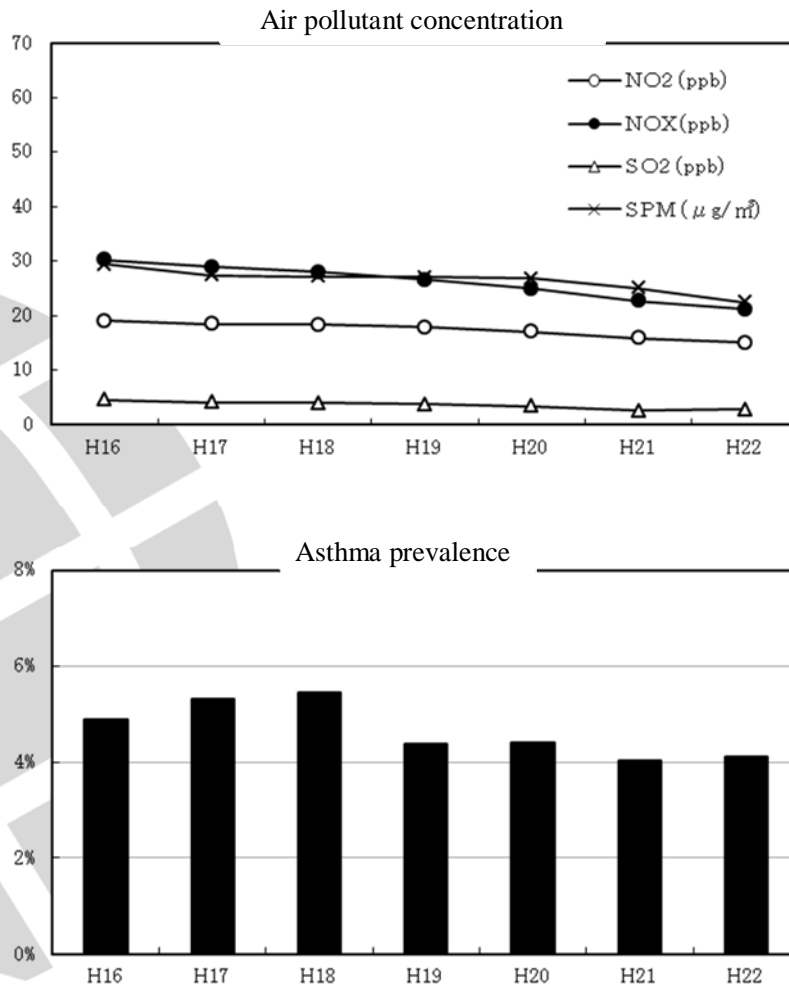 Air pollutant concentration
70
60
50
40
30
20
10
0
NO2(ppb)
NOX(ppb)
SO2(ppb)
SPM(μg/㎥)
H16 H17 H18 H19 H20 H21 H22
Asthma prevalence
8%
6%
4%
2%
0%
H16 H17 H18 H19 H20 H21 H22